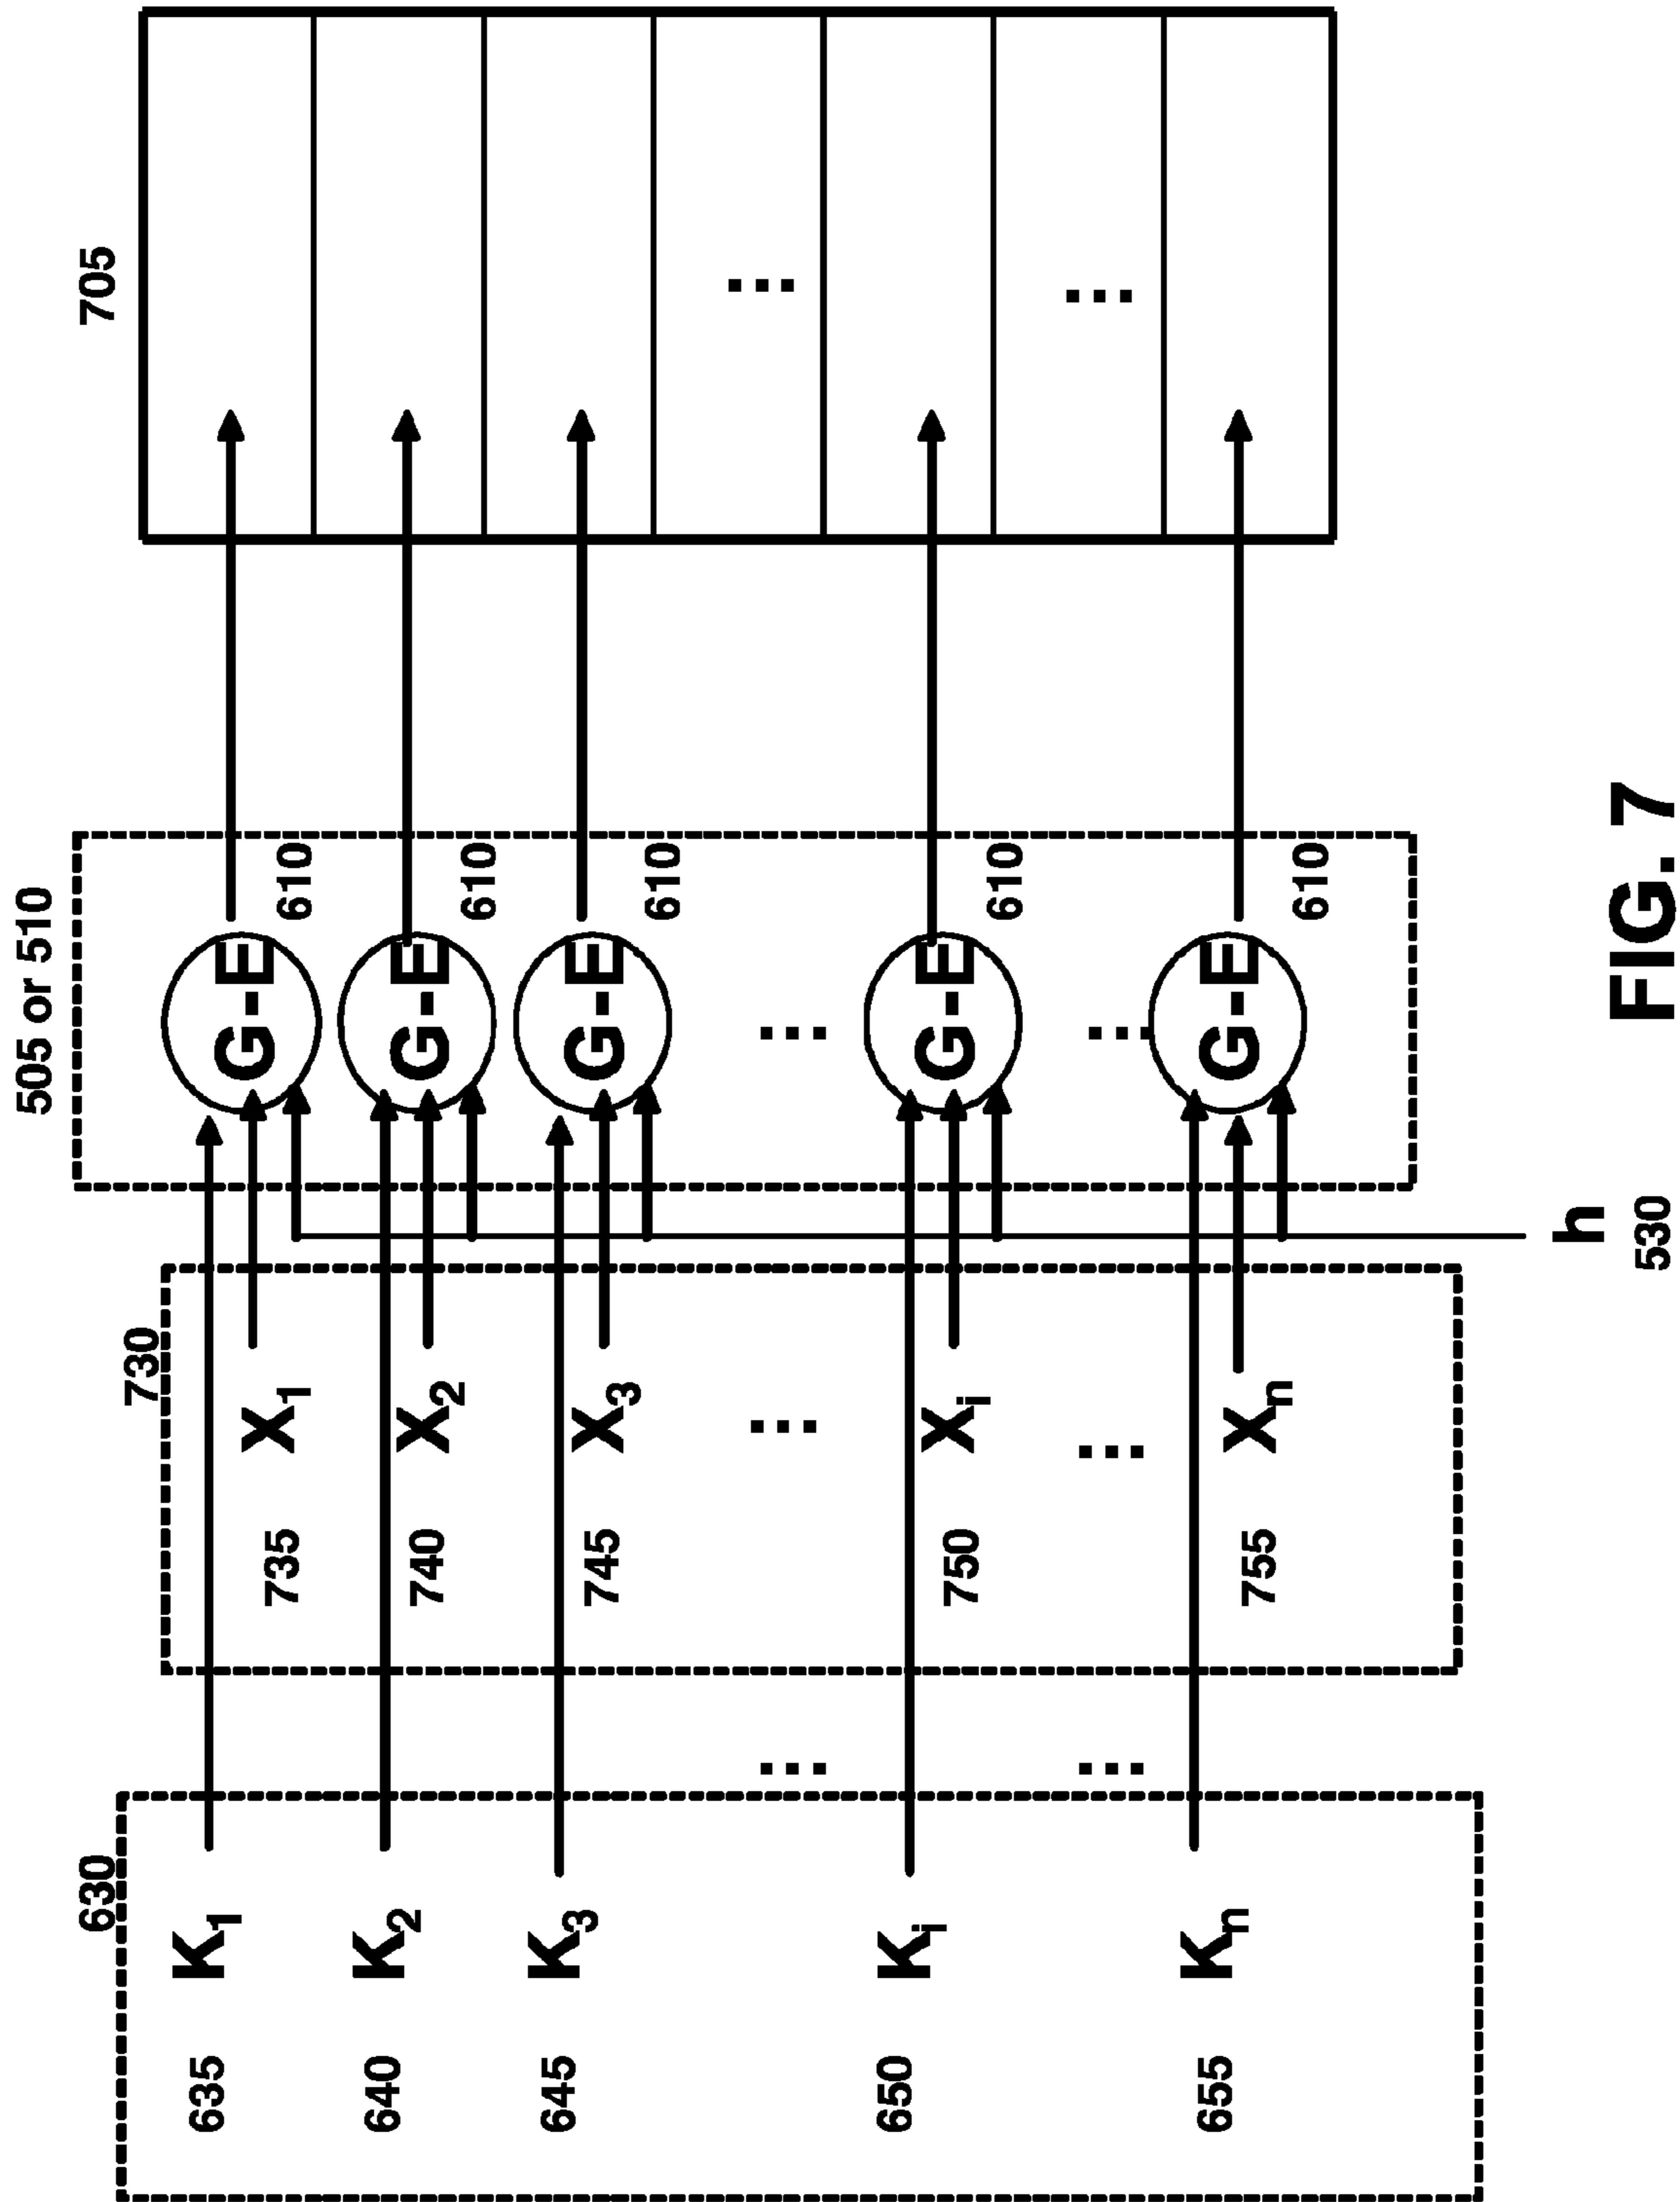 505 or 510
630
705
730
635 K₁ 735 X₁ G-E 610
640 K₂ 740 X₂ G-E 610
645 K₃ 745 X₃ G-E 610
... ... ... ...
650 Kᵢ 750 Xᵢ G-E 610
... ... ... ...
655 Kₙ 755 Xₙ G-E 610
h
530
FIG. 7